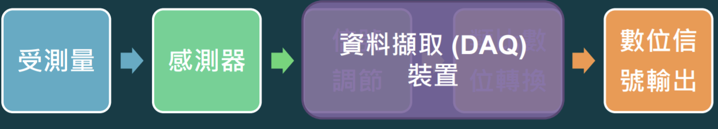 受測量
感測器
資料擷取 (DAQ)
裝置
調節
位轉換
數位信
號輸出